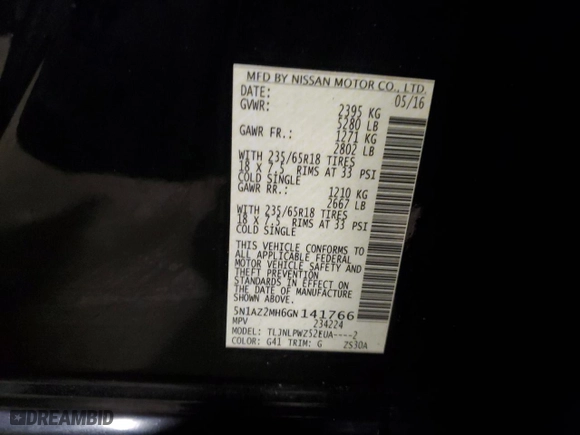 MFD BY NISSAN MOTOR CO., LTD.
DATE: 05/16
GVWR: 2395 KG
5280 LB
GAWR FR.: 1271 KG
2802 LB
WITH 235/65R18 TIRES
18 X 7.5 RIMS AT 33 PSI
COLD SINGLE
GAWR RR.: 1210 KG
2667 LB
WITH 235/65R18 TIRES
18 X 7.5 RIMS AT 33 PSI
COLD SINGLE
THIS VEHICLE CONFORMS TO
ALL APPLICABLE FEDERAL
MOTOR VEHICLE SAFETY AND
THEFT PREVENTION
STANDARDS IN EFFECT ON
THE DATE OF MANUFACTURE
SHOWN ABOVE.
5N1AZ2MH6GN141766
MPV 234224
MODEL: TLJNLPWZ52EUA----2
COLOR: G41 TRIM: G ZS30A
DREAMBID